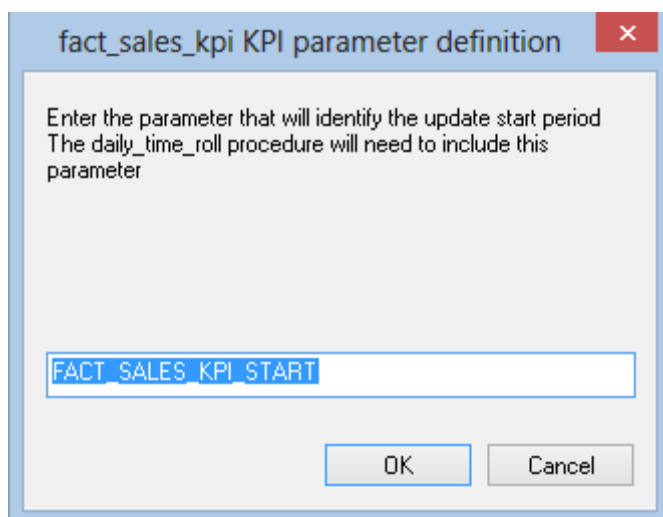 fact_sales_kpi KPI parameter definition
Enter the parameter that will identify the update start period
The daily_time_roll procedure will need to include this
parameter
FACT_SALES_KPI_START
OK
Cancel